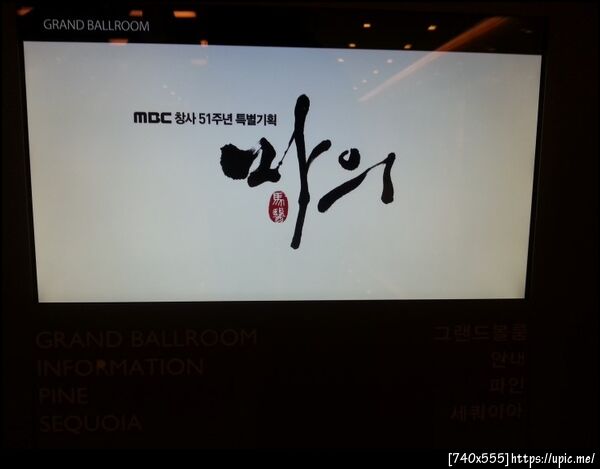 GRAND BALLROOM
MBC 창사 51주년 특별기획
마의
馬醫
GRAND BALLROOM 그랜드볼룸
INFORMATION 안내
PINE 파인
SEQUOIA 세쿼이아
[740x555]https://upic.me/